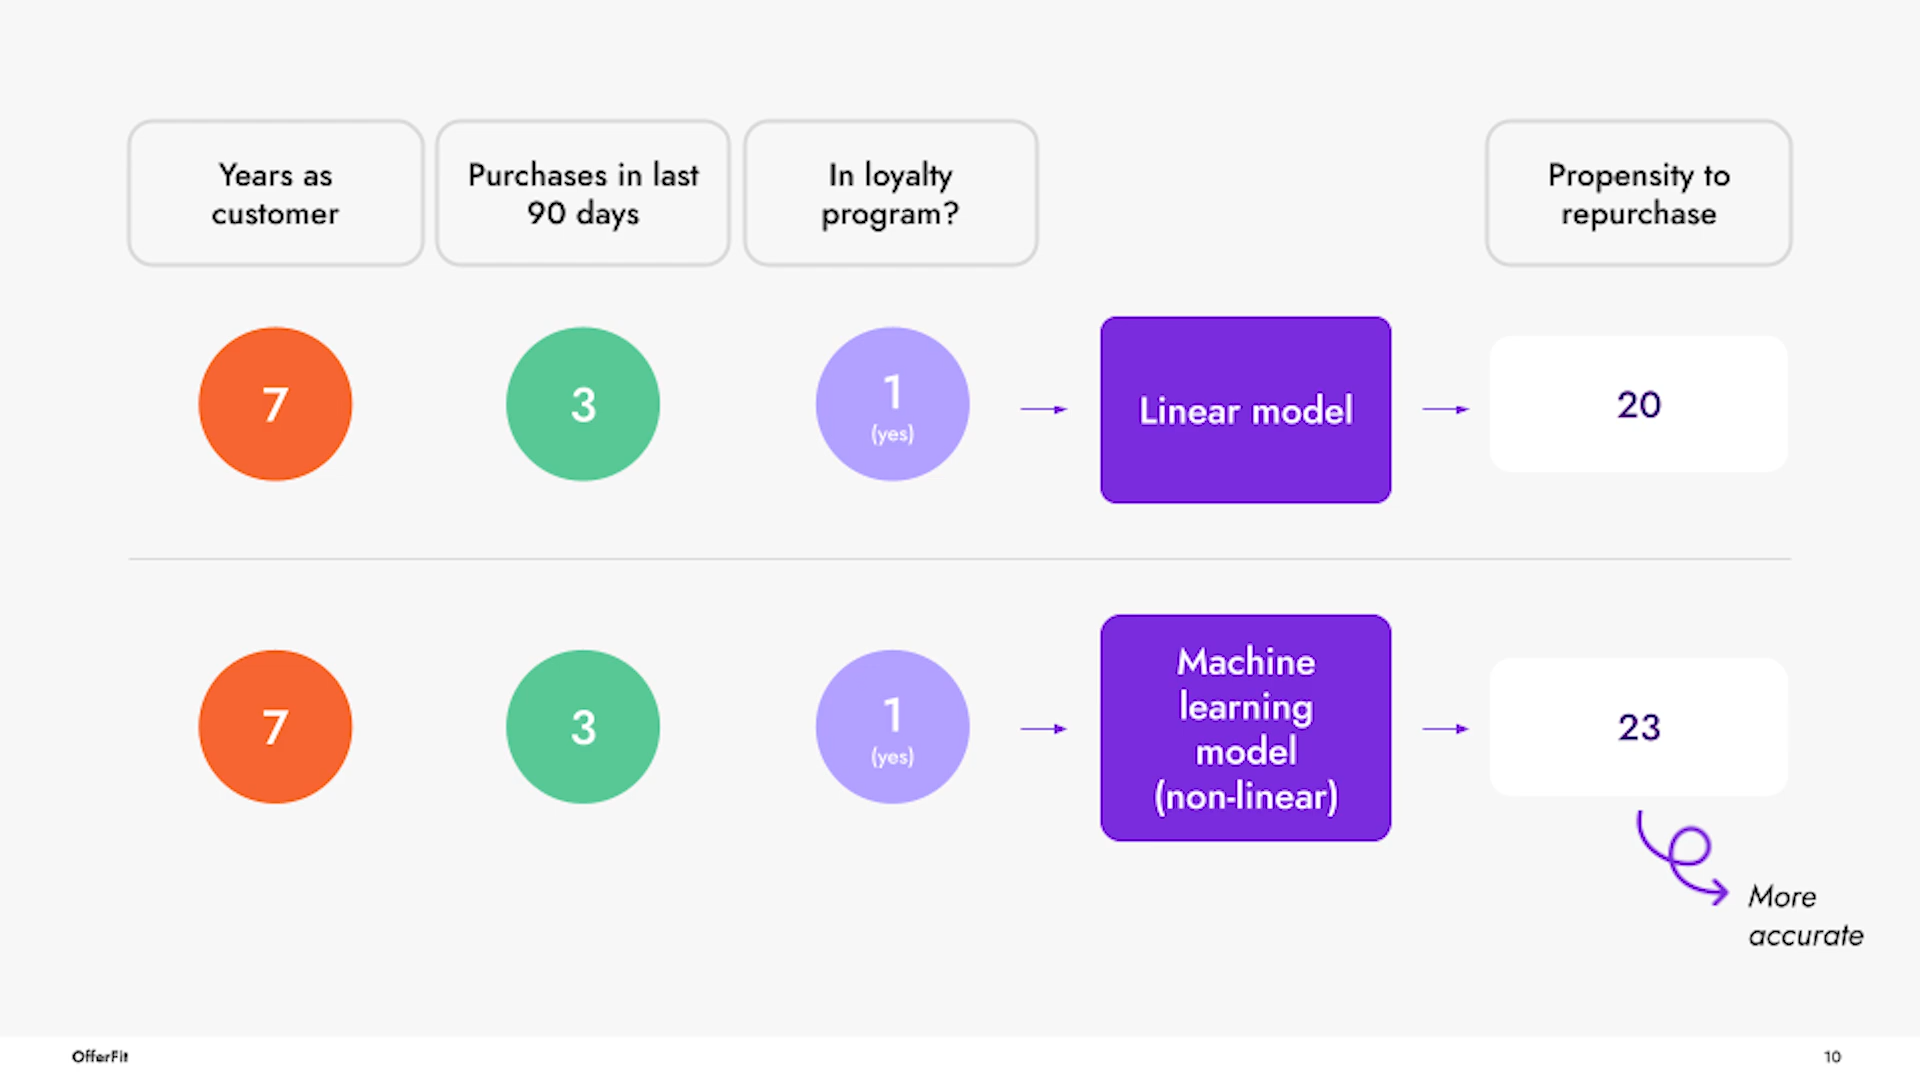 Years as
customer
Purchases in last
90 days
In loyalty
program?
Propensity to
repurchase
7
3
1
(yes)
Linear model
20
7
3
1
(yes)
Machine
learning
model
(non-linear)
23
More
accurate
OfferFit
10